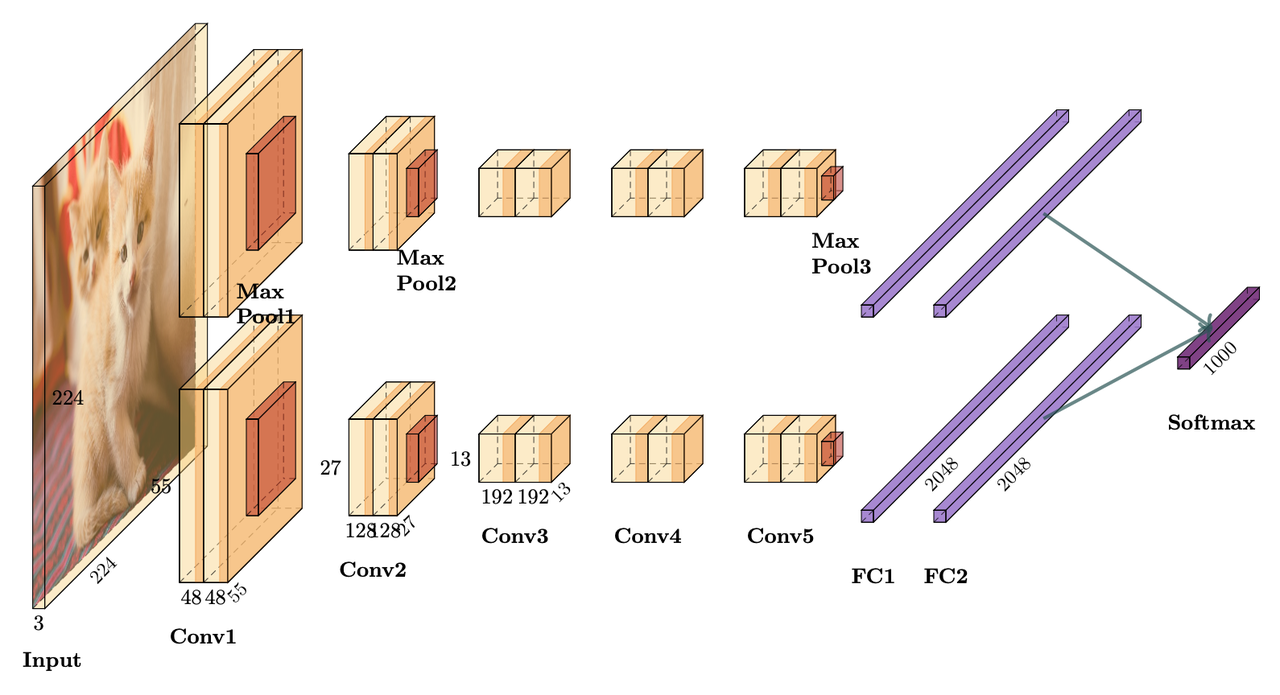 Max
Pool1
Max
Pool2
Max
Pool3
224
224
3
Input
55
48
48
55
Conv1
27
128
128
27
Conv2
13
192
192
13
Conv3
Conv4
Conv5
FC1
2048
FC2
2048
1000
Softmax